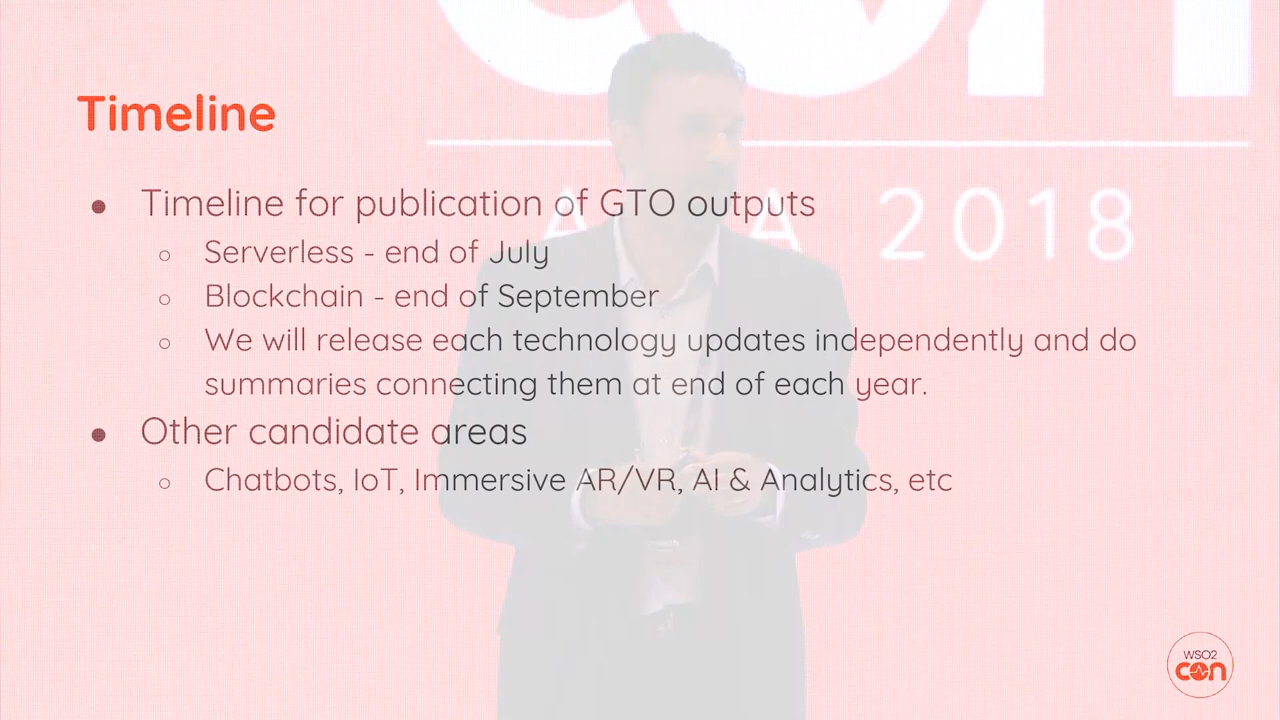 con
Timeline
● Timeline for publication of GTO outputs
A A 2018
○ Serverless - end of July
○ Blockchain - end of September
○ We will release each technology updates independently and do
summaries connecting them at end of each year.
● Other candidate areas
○ Chatbots, IoT, Immersive AR/VR, AI & Analytics, etc
WSO2
con